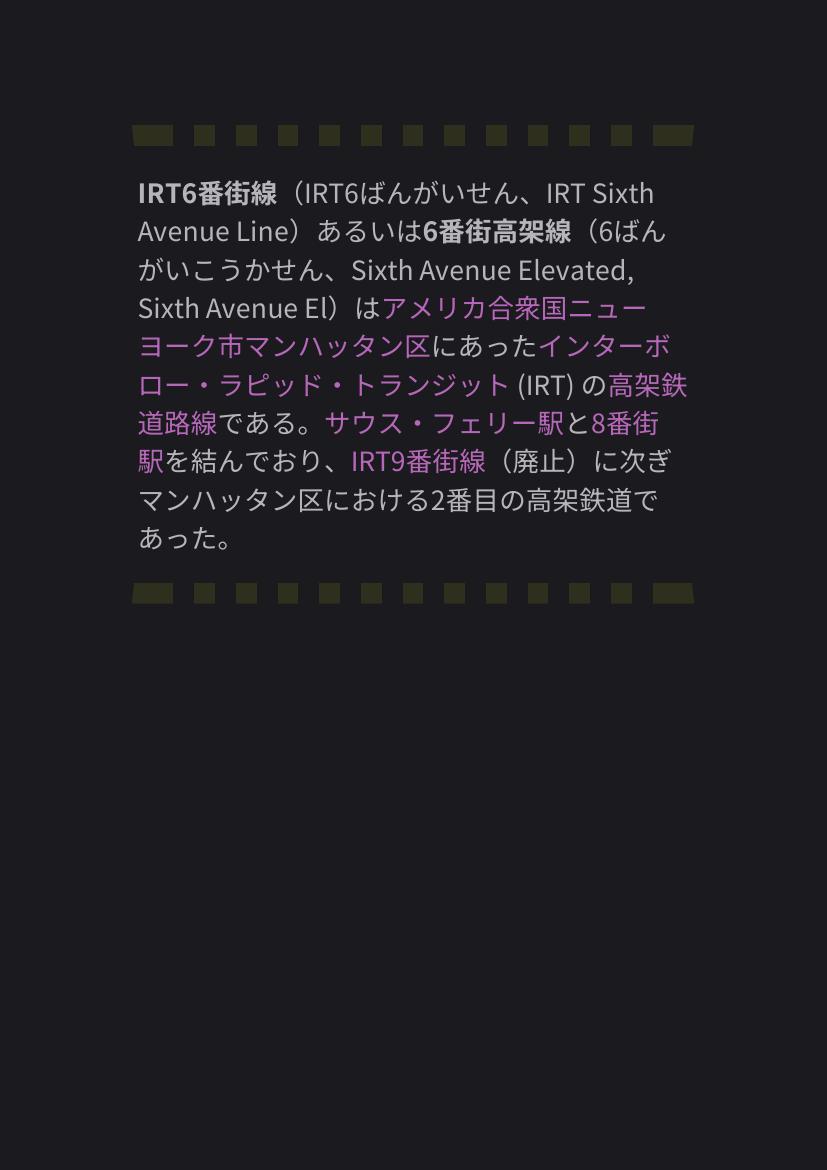 IRT6番街線（IRT6ばんがいせん、IRT Sixth
Avenue Line）あるいは6番街高架線（6ばん
がいこうかせん、Sixth Avenue Elevated,
Sixth Avenue El）はアメリカ合衆国ニュー
ヨーク市マンハッタン区にあったインターボ
ロー・ラピッド・トランジット (IRT) の高架鉄
道路線である。サウス・フェリー駅と8番街
駅を結んでおり、IRT9番街線（廃止）に次ぎ
マンハッタン区における2番目の高架鉄道で
あった。